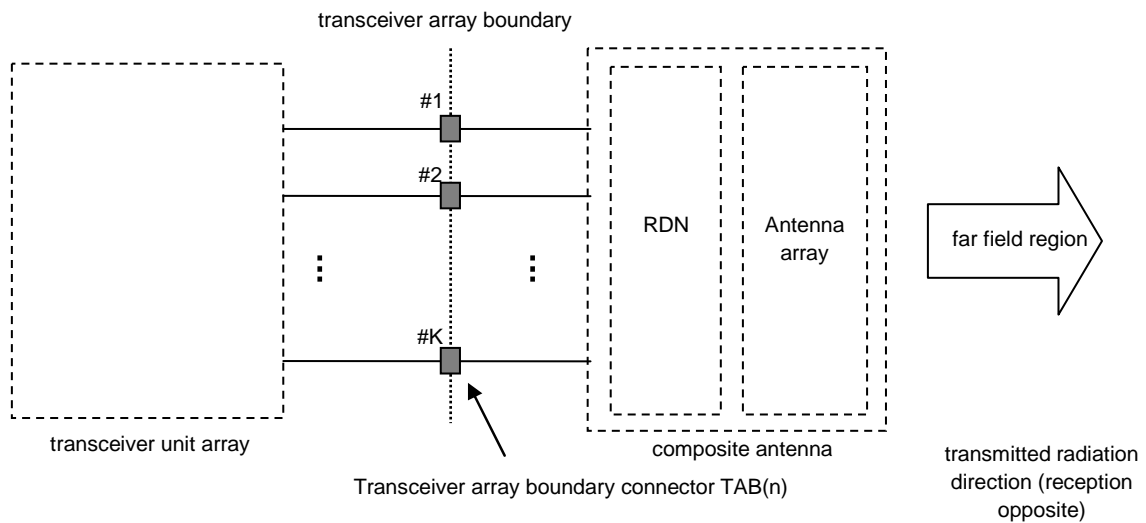 transceiver array boundary
#1
#2
#K
RDN
Antenna
array
far field region
transceiver unit array
composite antenna
Transceiver array boundary connector TAB(n)
transmitted radiation
direction (reception
opposite)